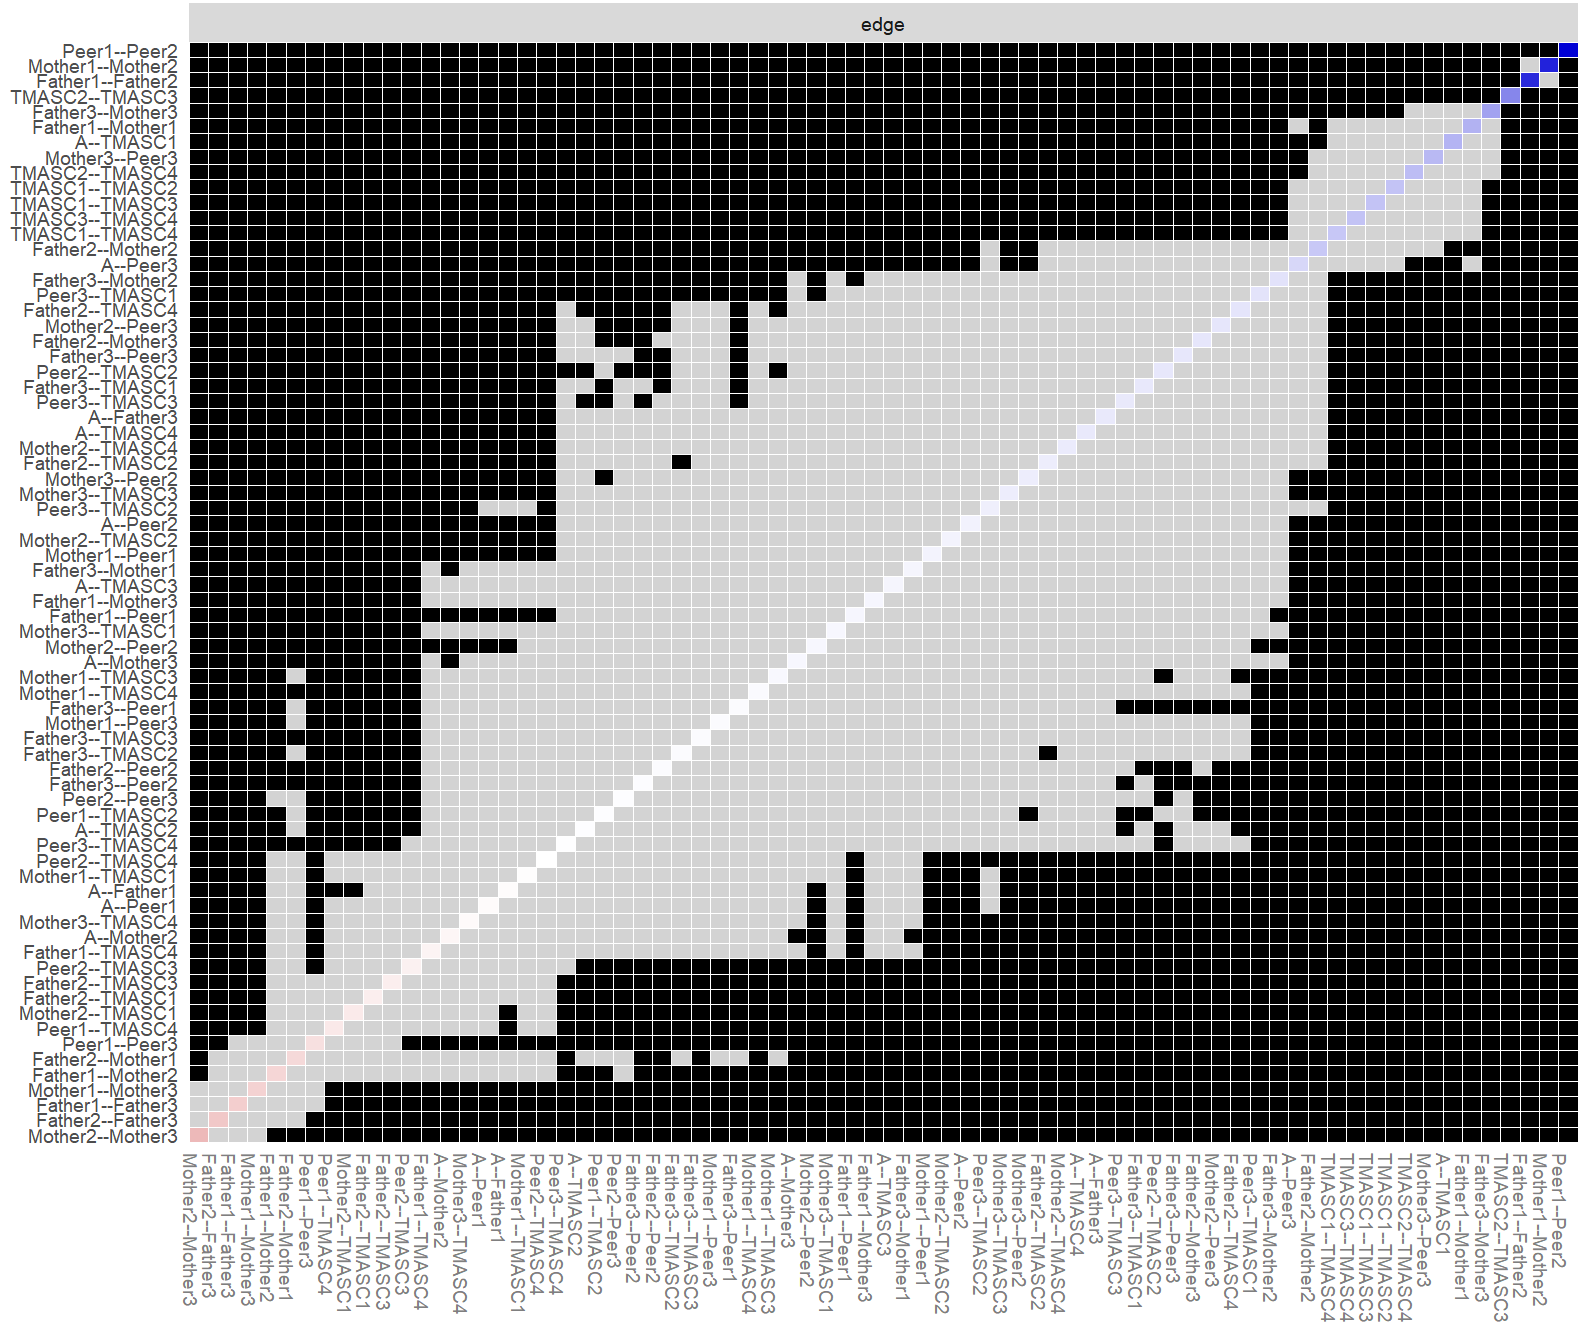 edge
Peer1--Peer2
Mother1--Mother2
Father1--Father2
TMASC2--TMASC3
Father3--Mother3
Father1--Mother1
A--TMASC1
Mother3--Peer3
TMASC2--TMASC4
TMASC1--TMASC2
TMASC1--TMASC3
TMASC3--TMASC4
TMASC1--TMASC4
Father2--Mother2
A--Peer3
Father3--Mother2
Peer3--TMASC1
Father2--TMASC4
Mother2--Peer3
Father2--Mother3
Father3--Peer3
Peer2--TMASC2
Father3--TMASC1
Peer3--TMASC3
A--Father3
A--TMASC4
Mother2--TMASC4
Father2--TMASC2
Mother3--Peer2
Mother3--TMASC3
Peer3--TMASC2
A--Peer2
Mother2--TMASC2
Mother1--Peer1
Father3--Mother1
A--TMASC3
Father1--Mother3
Father1--Peer1
Mother3--TMASC1
Mother2--Peer2
A--Mother3
Mother1--TMASC3
Mother1--TMASC4
Father3--Peer1
Mother1--Peer3
Father3--TMASC3
Father3--TMASC2
Father2--Peer2
Father3--Peer2
Peer2--Peer3
Peer1--TMASC2
A--TMASC2
Peer3--TMASC4
Peer2--TMASC4
Mother1--TMASC1
A--Father1
A--Peer1
Mother3--TMASC4
A--Mother2
Father1--TMASC4
Peer2--TMASC3
Father2--TMASC3
Father2--TMASC1
Mother2--TMASC1
Peer1--TMASC4
Peer1--Peer3
Father2--Mother1
Father1--Mother2
Mother1--Mother3
Father1--Father3
Father2--Father3
Mother2--Mother3
Mother2--Mother3
Father2--Father3
Father1--Father3
Mother1--Mother3
Father1--Mother2
Father2--Mother1
Peer1--Peer3
Peer1--TMASC4
Mother2--TMASC1
Father2--TMASC1
Father2--TMASC3
Peer2--TMASC3
Father1--TMASC4
A--Mother2
Mother3--TMASC4
A--Peer1
A--Father1
Mother1--TMASC1
Peer2--TMASC4
Peer3--TMASC4
A--TMASC2
Peer1--TMASC2
Peer2--Peer3
Father3--Peer2
Father2--Peer2
Father3--TMASC2
Father3--TMASC3
Mother1--Peer3
Father3--Peer1
Mother1--TMASC4
Mother1--TMASC3
A--Mother3
Mother2--Peer2
Mother3--TMASC1
Father1--Peer1
Father1--Mother3
A--TMASC3
Father3--Mother1
Mother1--Peer1
Mother2--TMASC2
A--Peer2
Peer3--TMASC2
Mother3--TMASC3
Mother3--Peer2
Father2--TMASC2
Mother2--TMASC4
A--TMASC4
A--Father3
Peer3--TMASC3
Father3--TMASC1
Peer2--TMASC2
Father3--Peer3
Father2--Mother3
Mother2--Peer3
Father2--TMASC4
Peer3--TMASC1
Father3--Mother2
A--Peer3
Father2--Mother2
TMASC1--TMASC4
TMASC3--TMASC4
TMASC1--TMASC3
TMASC1--TMASC2
TMASC2--TMASC4
Mother3--Peer3
A--TMASC1
Father1--Mother1
Father3--Mother3
TMASC2--TMASC3
Father1--Father2
Mother1--Mother2
Peer1--Peer2